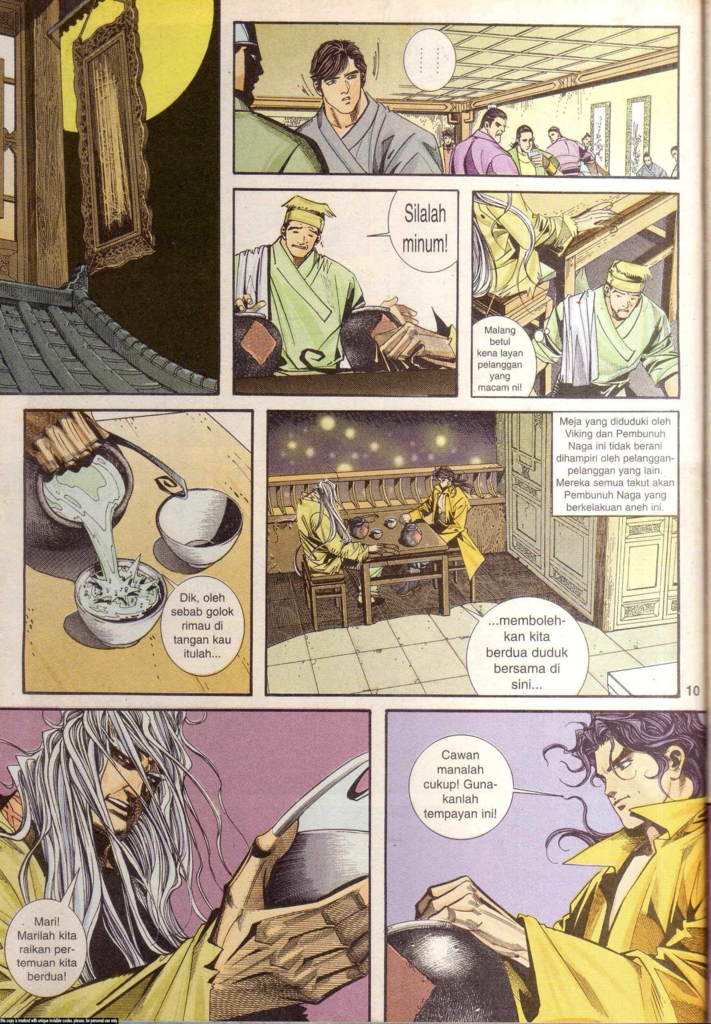 Silalah
minum!
Malang
betul
kena layan
pelanggan
yang
macam ni!
Dik, oleh
sebab golok
rimau di
tangan kau
itulah...
Meja yang diduduki oleh
Viking dan Pembunuh
Naga ini tidak berani
dihampiri oleh pelanggan-
pelanggan yang lain.
Mereka semua takut akan
Pembunuh Naga yang
berkelakuan aneh ini.
...memboleh-
kan kita
berdua duduk
bersama di
sini...
10
Mari!
Marilah kita
raikan per-
temuan kita
berdua!
Cawan
manalah
cukup! Guna-
kanlah
tempayan ini!